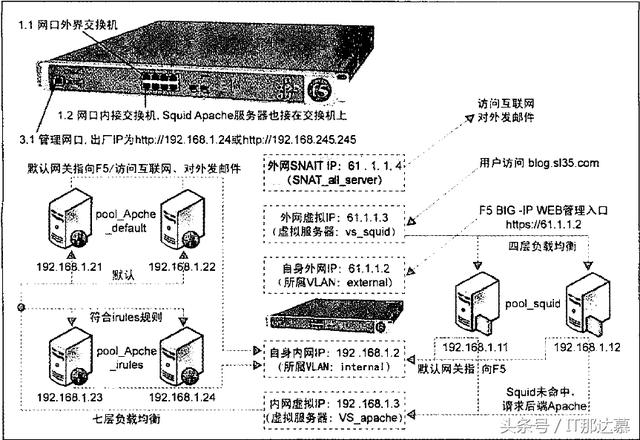 1.1 网口外界交换机
1.2 网口内接交换机, Squid Apache服务器也接在交换机上
3.1 管理网口, 出厂IP为http://192.168.1.24或http://192.168.245.245
访问互联网
对外发邮件
默认网关指向F5/访问互联网、对外发邮件
外网SNAIT IP: 61.1.1.4
(SNAT_all_server)
用户访问 blog.sl35.com
pool_Apche
_default
外网虚拟IP: 61.1.1.3
(虚拟服务器: vs_squid)
F5 BIG -IP WEB管理入口
https://61.1.1.2
192.168.1.21
192.168.1.22
四层负载均衡
默认
自身外网IP: 61.1.1.2
(所属VLAN: external)
pool_squid
符合irules规则
pool_Apche
_irules
192.168.1.11
192.168.1.12
自身内网IP: 192.168.1.2
(所属VLAN: internal)
默认网关指 向F5
192.168.1.23
192.168.1.24
Squid未命中,
请求后端Apache
内网虚拟IP: 192.168.1.3
(虚拟服务器: VS_apache)
七层负载均衡
头条号 / IT那达慕